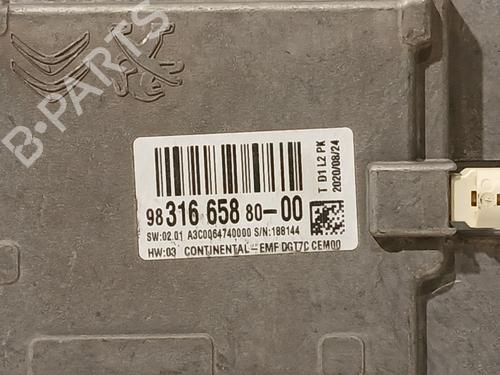 B-PARTS
98 316 658 80-00
T D1 L2 PK
2020/08/24
SW:02.01 A3C0064740000 S/N:188144
HW:03 CONTINENTAL-EMF DGT7C CEM00